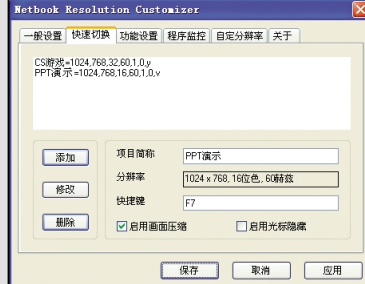 Netbook Resolution Customizer
一般设置 快速切换 功能设置 程序监控 自定分辨率 关于
CS游戏=1024,768,32,60,1,0,y
PPT演示=1024,768,16,60,1,0,v
添加
修改
删除
项目简称 PPT演示
分辨率 1024 x 768, 16位色, 60赫兹
快捷键 F7
启用画面压缩 启用光标隐藏
保存 取消 应用